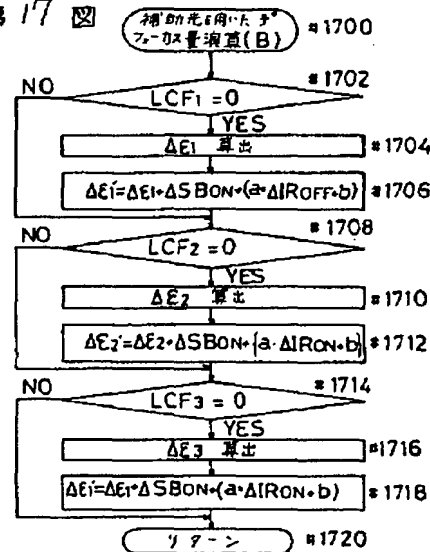 第17図
補助光を用いたデ
フォーカス量演算(B)
#1700
#1702
NO
LCF1=0
YES
ΔE1 算出
#1704
ΔE1'=ΔE1+ΔSBON+(a·ΔIROFF+b)
#1706
#1708
NO
LCF2=0
YES
ΔE2 算出
#1710
ΔE2'=ΔE2+ΔSBON+(a·ΔIRON+b)
#1712
#1714
NO
LCF3=0
YES
ΔE3 算出
#1716
ΔE1'=ΔE1+ΔSBON+(a·ΔIRON+b)
#1718
リターン
#1720